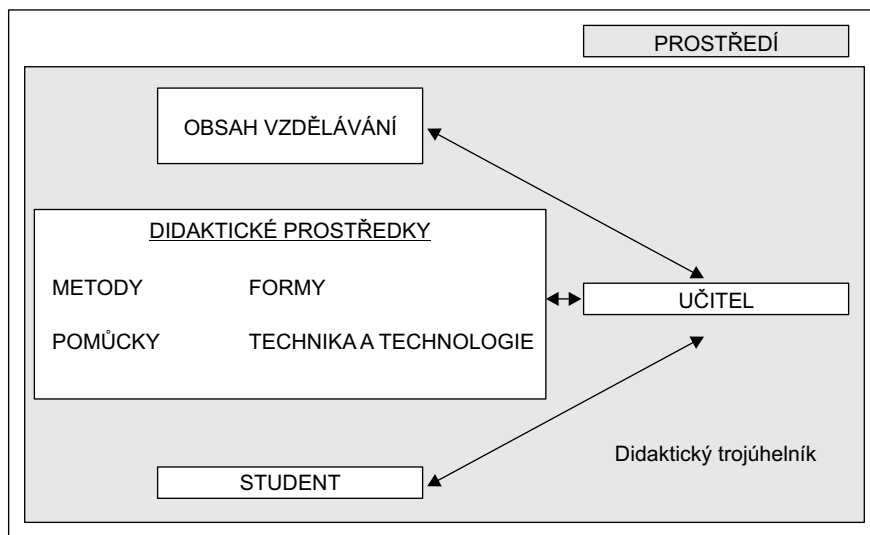 PROSTŘEDÍ
OBSAH VZDĚLÁVÁNÍ
DIDAKTICKÉ PROSTŘEDKY
METODY FORMY
POMŮCKY TECHNIKA A TECHNOLOGIE
UČITEL
Didaktický trojúhelník
STUDENT